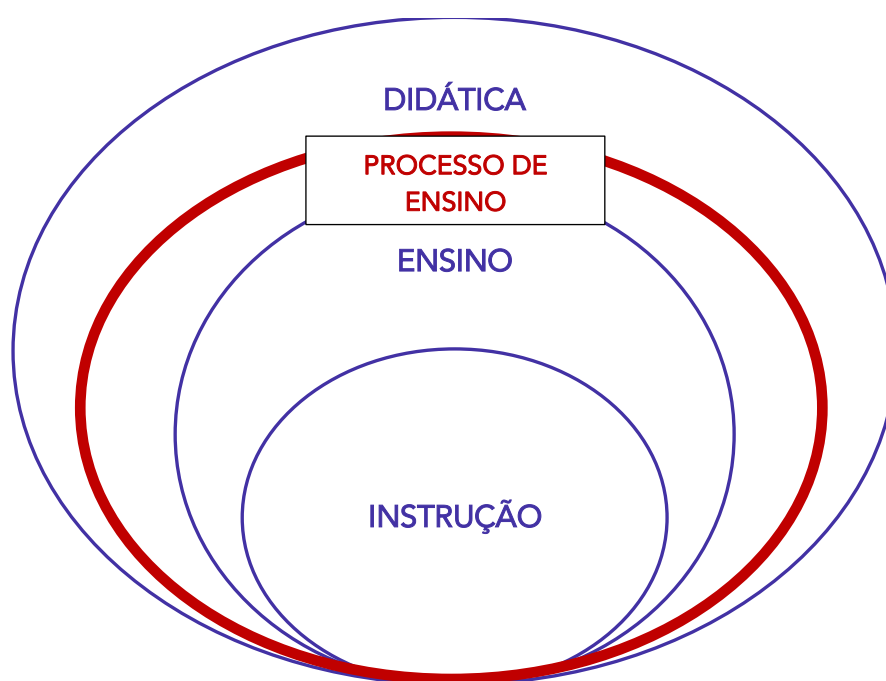 DIDÁTICA
PROCESSO DE
ENSINO
ENSINO
INSTRUÇÃO